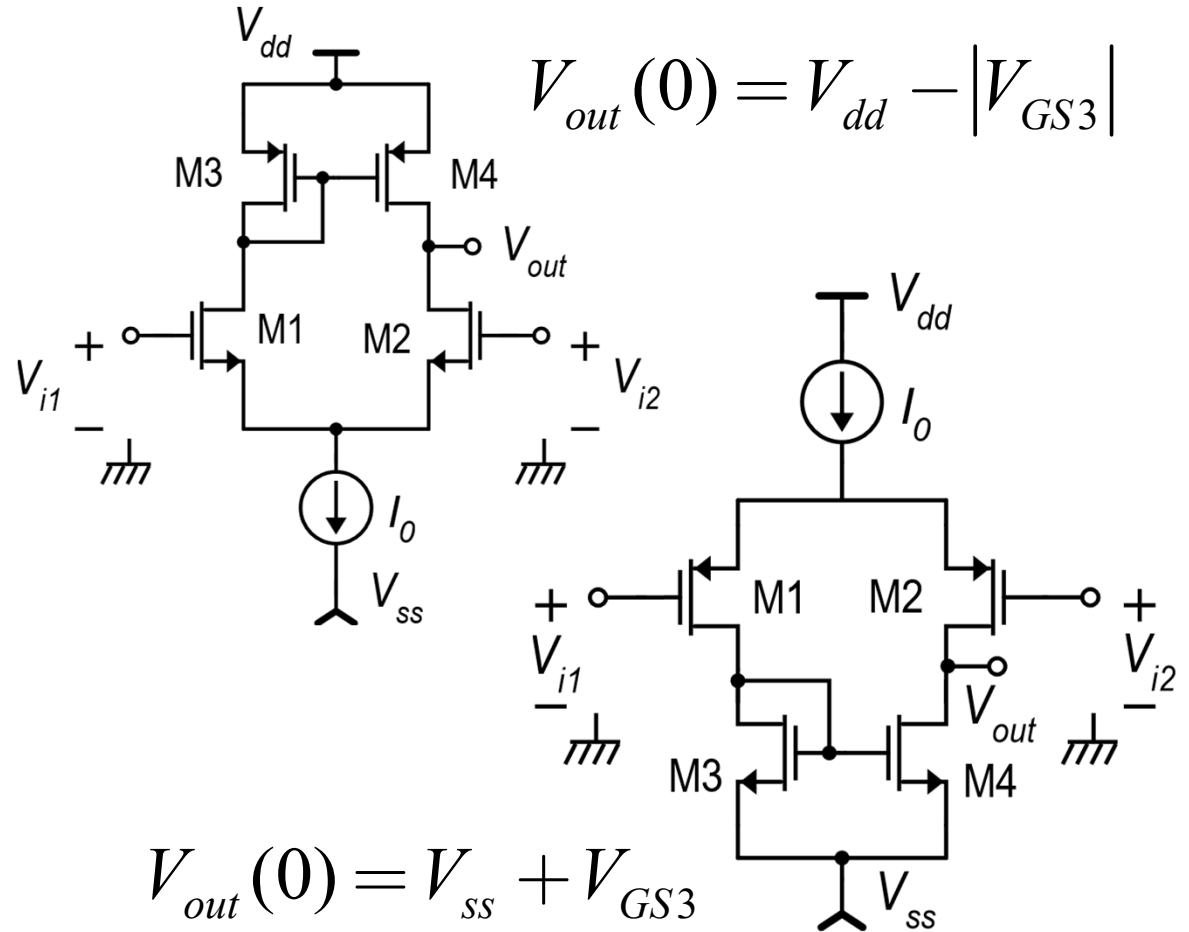 V_dd
V_out(0) = V_dd − |V_GS3|
M3
M4
V_out
M1
M2
+
+
V_i1
V_i2
−
−
I_0
V_ss
V_dd
I_0
M1
M2
+
+
V_i1
V_i2
−
−
V_out
M3
M4
V_out(0) = V_ss + V_GS3
V_ss